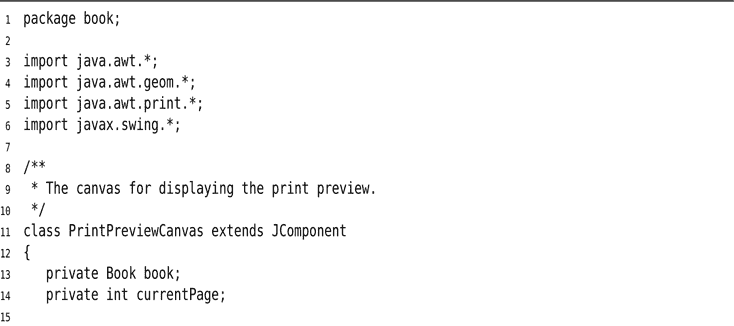 1 package book;
2
3 import java.awt.*;
4 import java.awt.geom.*;
5 import java.awt.print.*;
6 import javax.swing.*;
7
8 /**
9  * The canvas for displaying the print preview.
10  */
11 class PrintPreviewCanvas extends JComponent
12 {
13    private Book book;
14    private int currentPage;
15